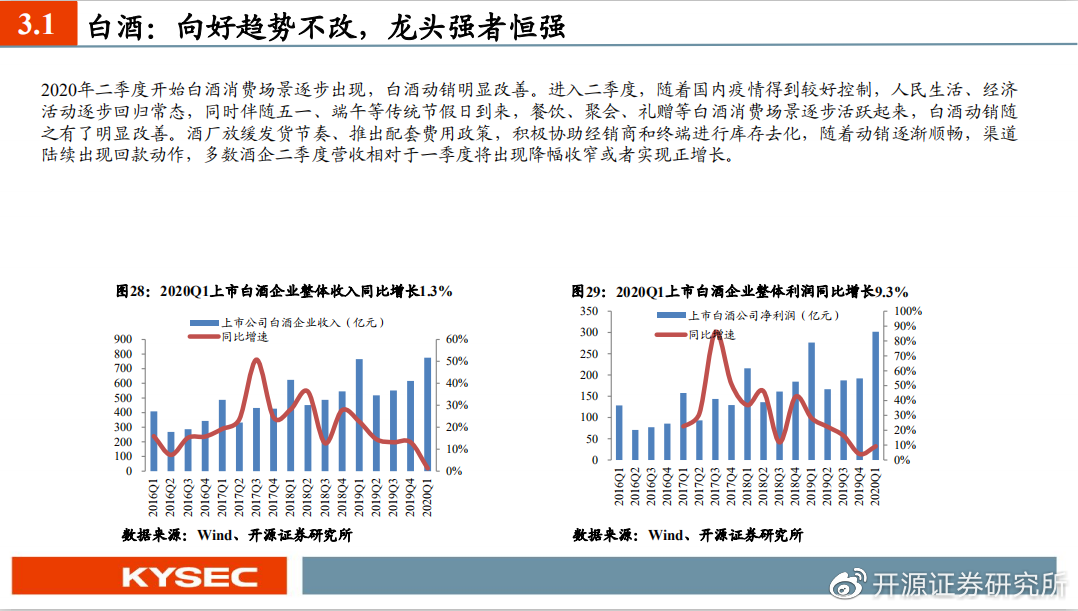 3.1 白酒：向好趋势不改，龙头强者恒强
2020年二季度开始白酒消费场景逐步出现，白酒动销明显改善。进入二季度，随着国内疫情得到较好控制，人民生活、经济
活动逐步回归常态，同时伴随五一、端午等传统节假日到来，餐饮、聚会、礼赠等白酒消费场景逐步活跃起来，白酒动销随
之有了明显改善。酒厂放缓发货节奏、推出配套费用政策，积极协助经销商和终端进行库存去化，随着动销逐渐顺畅，渠道
陆续出现回款动作，多数酒企二季度营收相对于一季度将出现降幅收窄或者实现正增长。
图28：2020Q1上市白酒企业整体收入同比增长1.3%
上市公司白酒企业收入（亿元）
同比增速
900
800
700
600
500
400
300
200
100
0
60%
50%
40%
30%
20%
10%
0%
2016Q1
2016Q2
2016Q3
2016Q4
2017Q1
2017Q2
2017Q3
2017Q4
2018Q1
2018Q2
2018Q3
2018Q4
2019Q1
2019Q2
2019Q3
2019Q4
2020Q1
数据来源：Wind、开源证券研究所
图29：2020Q1上市白酒企业整体利润同比增长9.3%
上市白酒公司净利润（亿元）
同比增速
350
300
250
200
150
100
50
0
100%
90%
80%
70%
60%
50%
40%
30%
20%
10%
0%
2016Q1
2016Q2
2016Q3
2016Q4
2017Q1
2017Q2
2017Q3
2017Q4
2018Q1
2018Q2
2018Q3
2018Q4
2019Q1
2019Q2
2019Q3
2019Q4
2020Q1
数据来源：Wind、开源证券研究所
KYSEC
开源证券研究所